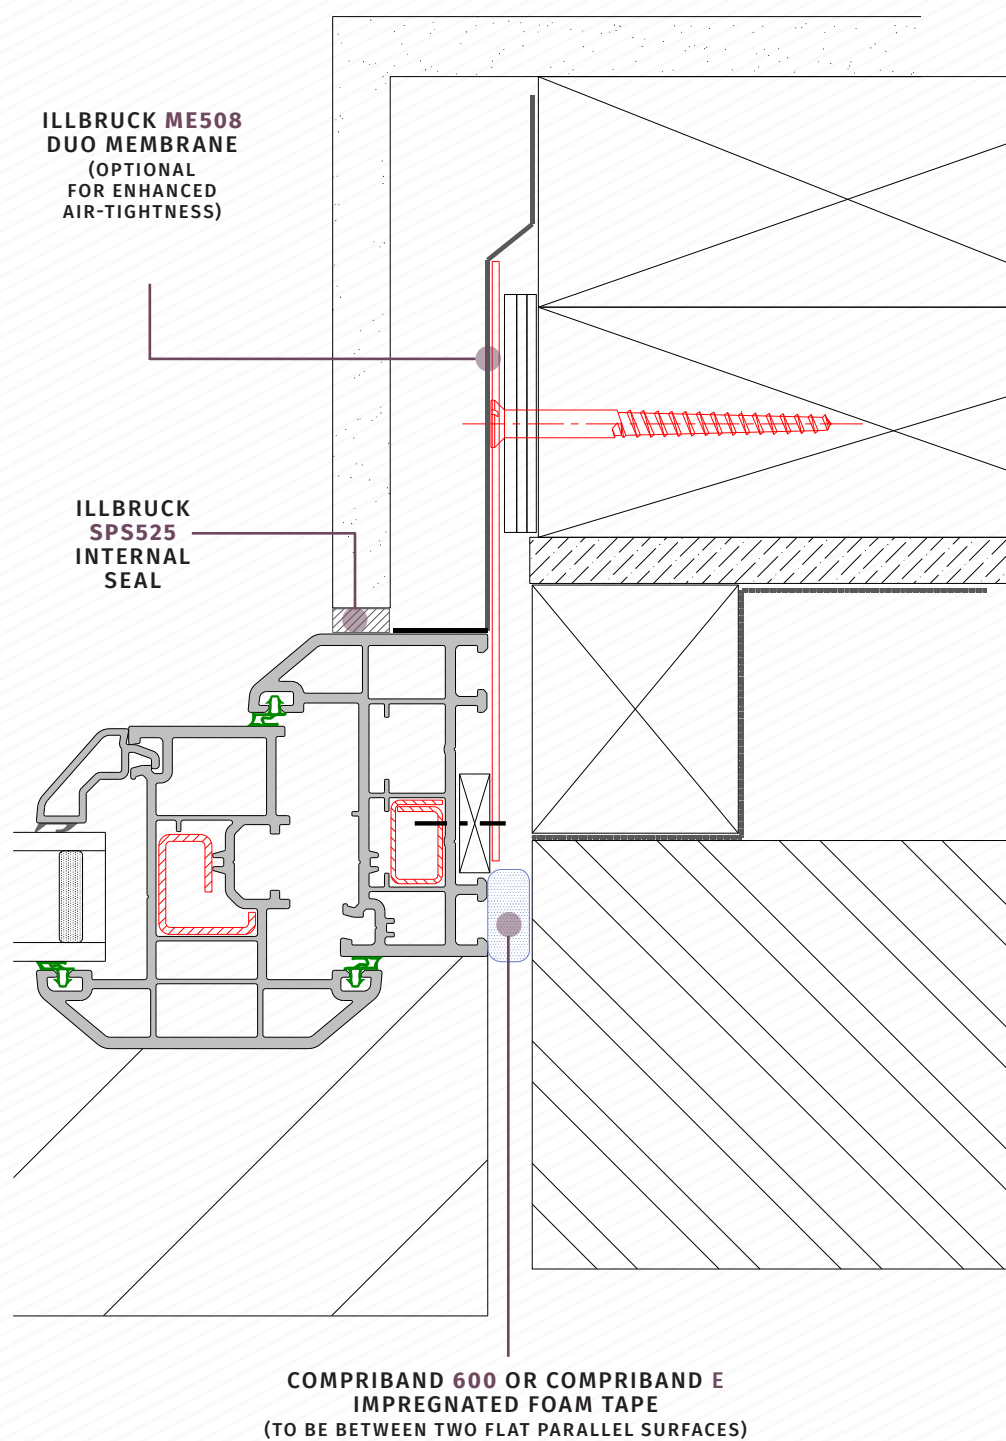 ILLBRUCK ME508
DUO MEMBRANE
(OPTIONAL
FOR ENHANCED
AIR-TIGHTNESS)
ILLBRUCK
SPS525
INTERNAL
SEAL
COMPRIBAND 600 OR COMPRIBAND E
IMPREGNATED FOAM TAPE
(TO BE BETWEEN TWO FLAT PARALLEL SURFACES)